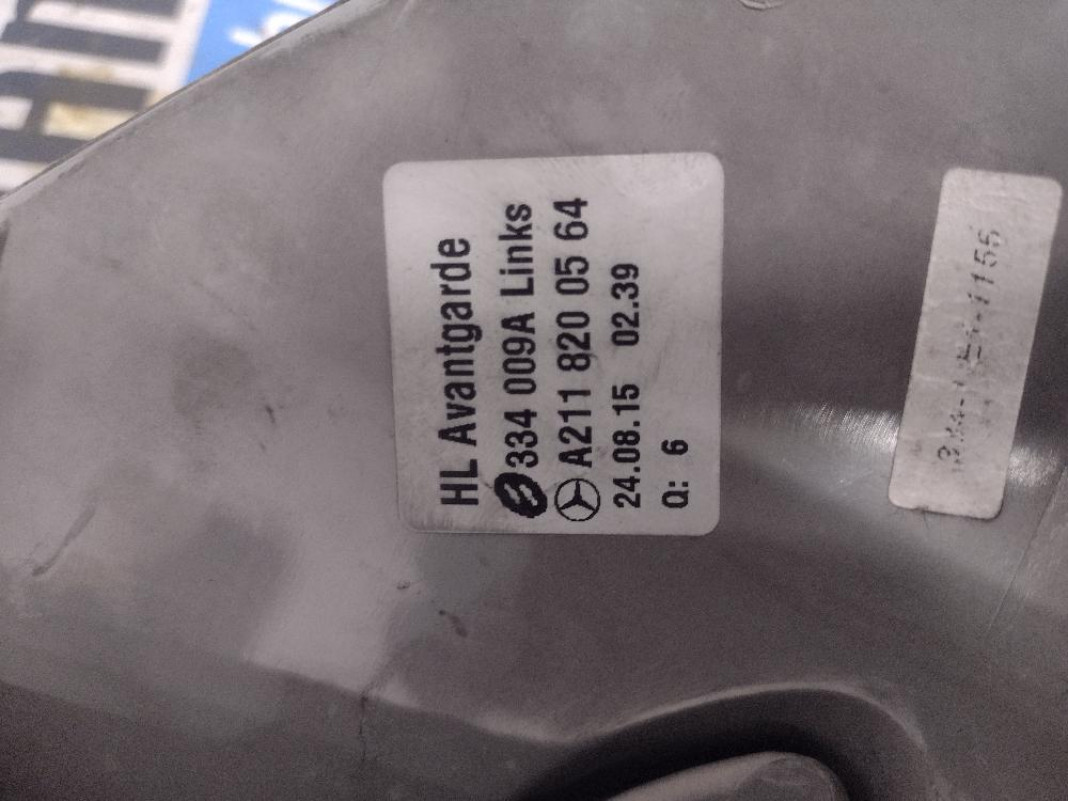 HL Avantgarde
334 009A Links
A211 820 05 64
24.08.15 02.39
Q: 6